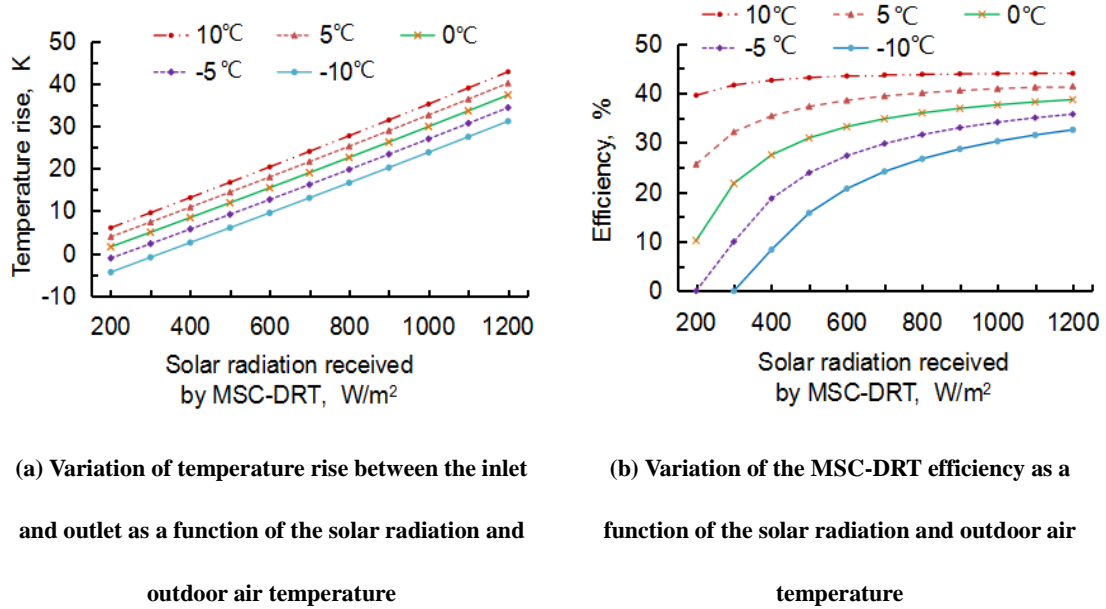 10℃ 5℃ 0℃
-5℃ -10℃
Temperature rise, K
50
40
30
20
10
0
-10
200 400 600 800 1000 1200
Solar radiation received
by MSC-DRT, W/m²
10℃ 5℃ 0℃
-5℃ -10℃
Efficiency, %
50
40
30
20
10
0
200 400 600 800 1000 1200
Solar radiation received
by MSC-DRT, W/m²
(a) Variation of temperature rise between the inlet
and outlet as a function of the solar radiation and
outdoor air temperature
(b) Variation of the MSC-DRT efficiency as a
function of the solar radiation and outdoor air
temperature